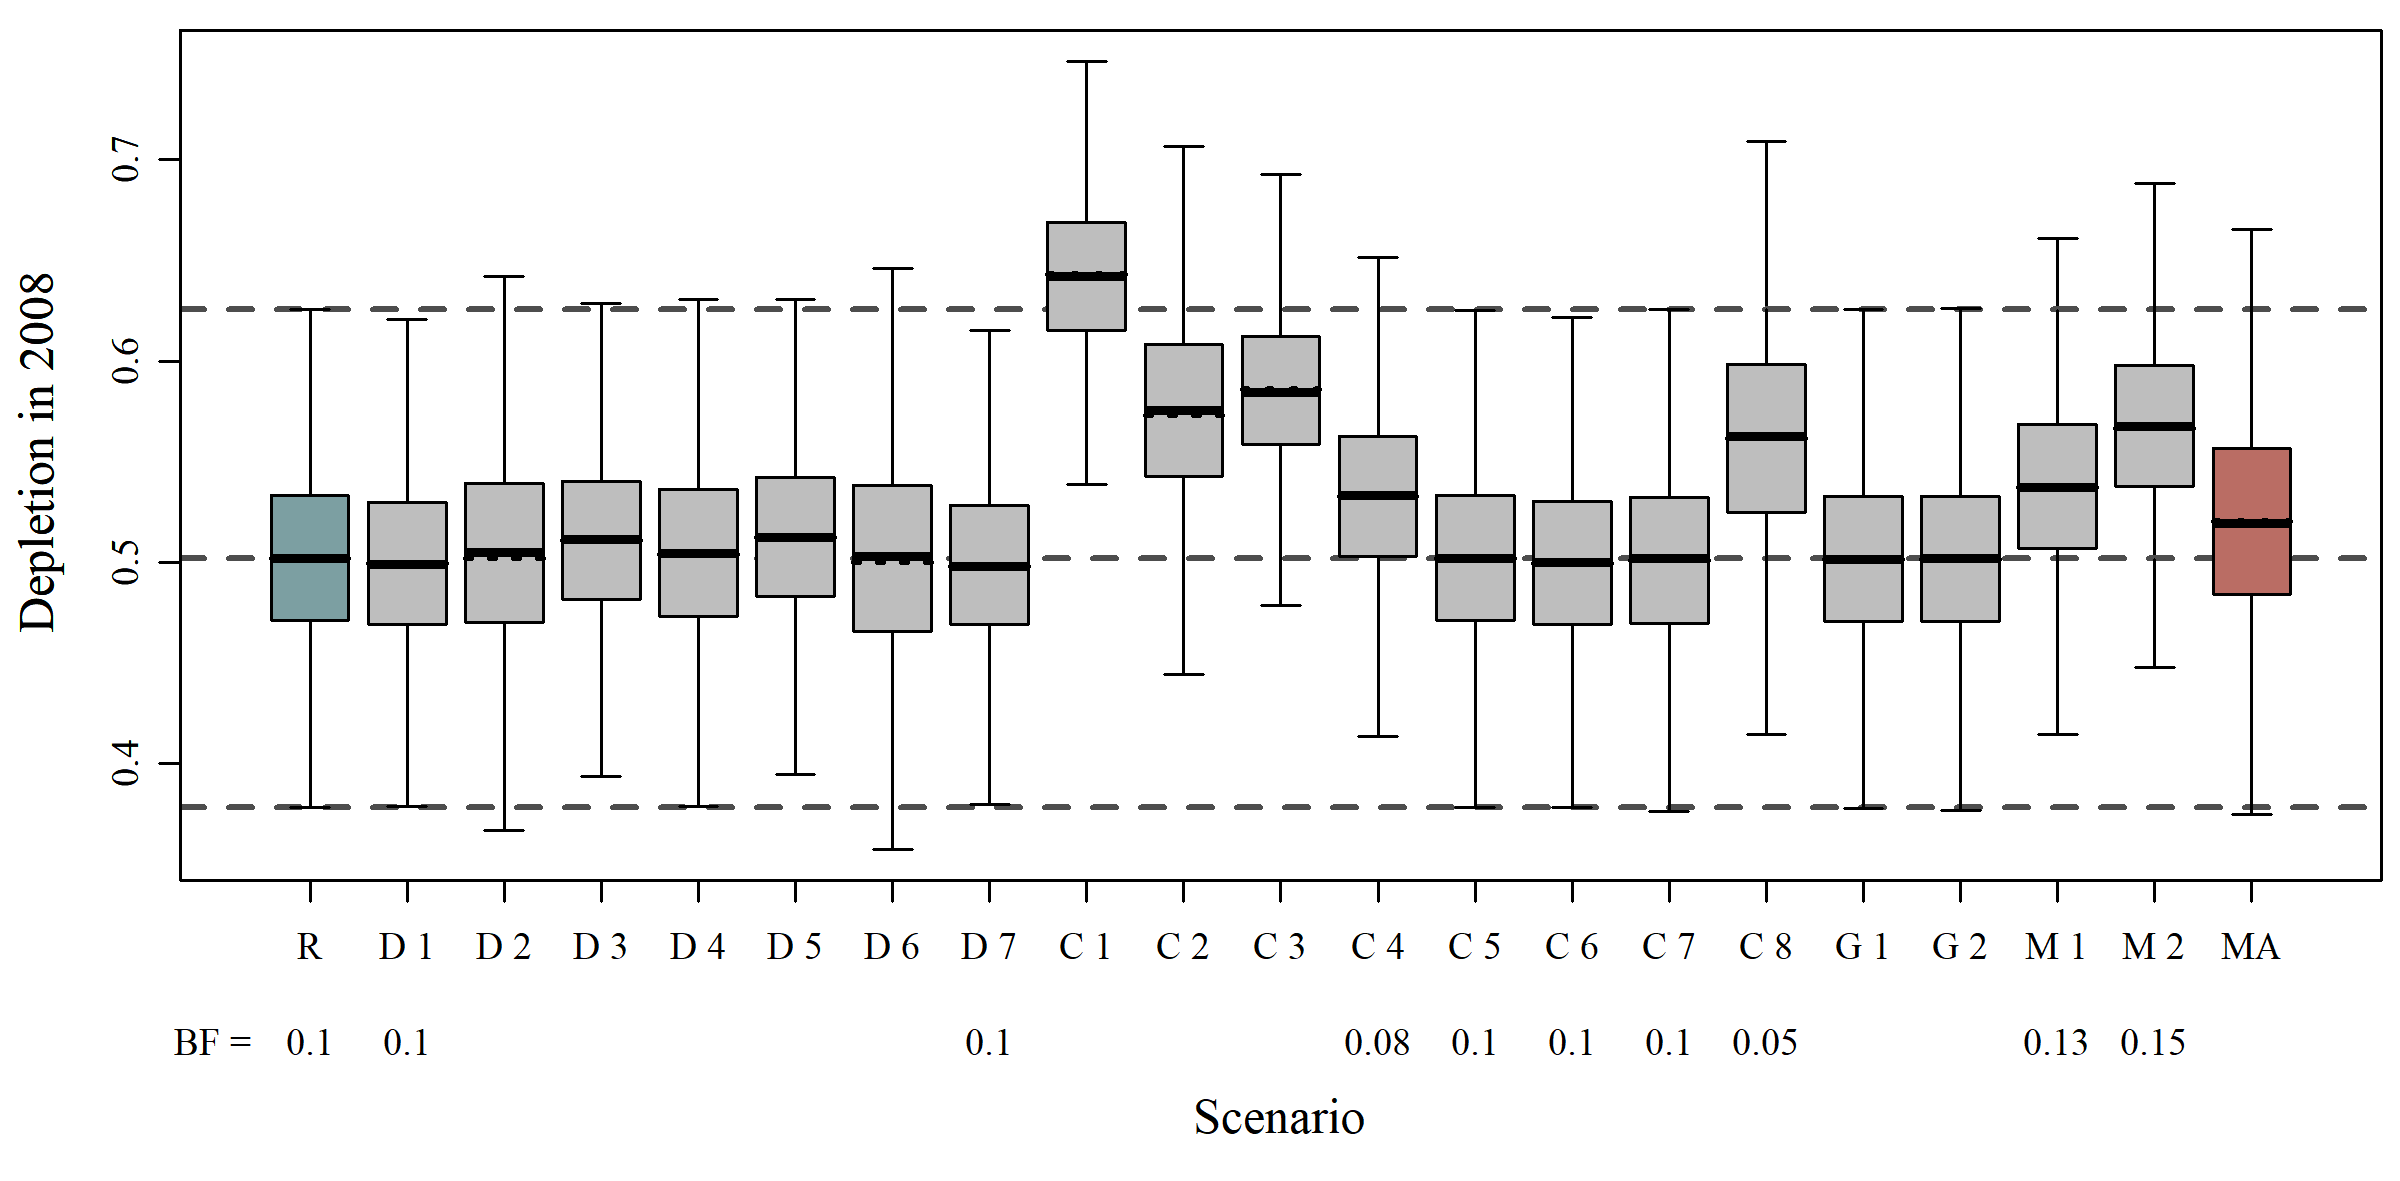 Depletion in 2008
0.7
0.6
0.5
0.4
R D 1 D 2 D 3 D 4 D 5 D 6 D 7 C 1 C 2 C 3 C 4 C 5 C 6 C 7 C 8 G 1 G 2 M 1 M 2 MA
BF = 0.1 0.1 0.1 0.08 0.1 0.1 0.1 0.05 0.13 0.15
Scenario